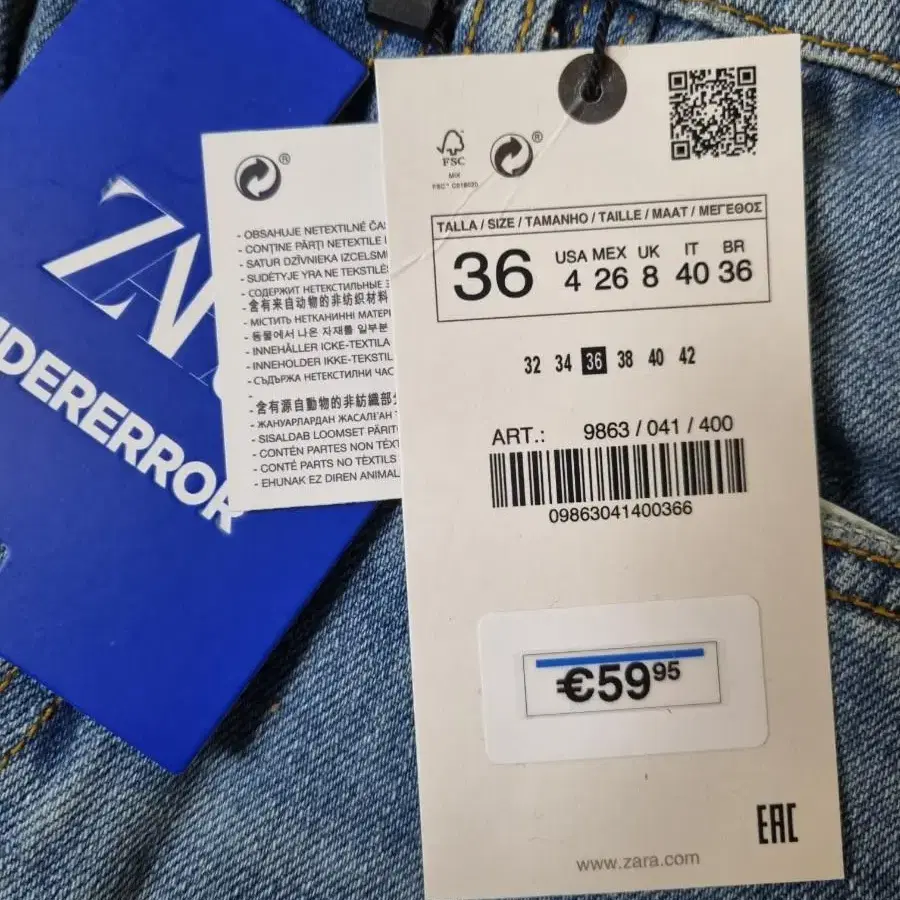 ZA
DERERROR
®
- OBSAHUJE NETEXTILNÉ
- CONȚINE PĂRȚI NETEXTILE
- SATUR DZĪVNIEKA IZCELSM
- SUDĖTYJE YRA NE TEKSTILĖS
- СОДЕРЖИТ НЕТЕКСТИЛЬНЫЕ
- 含有来自动物的非纺织材料
- МІСТИТЬ НЕТКАНИННІ МАТЕРІ
- 동물에서 나온 자재를 일부분
- INNEHÅLLER ICKE-TEXTILA
- INNEHOLDER IKKE-TEKSTIL
- СЪДЪРЖА НЕТЕКСТИЛНИ ЧАС
-
- 含有源自動物的非紡織部
- ЖАНУАРЛАРДАН ЖАСАЛҒАН
- SISALDAB LOOMSET PÄRIT
- CONTÉN PARTES NON TÉXT
- CONTÉ PARTS NO TÈXTILS
- EHUNAK EZ DIREN ANIMAL
FSC
MIX
®
TALLA / SIZE / TAMANHO / TAILLE / MAAT / ΜΕΓΕΘΟΣ
36
USA MEX UK IT BR
4 26 8 40 36
32 34 36 38 40 42
ART.: 9863 / 041 / 400
09863041400366
€59⁹⁵
www.zara.com
EAC